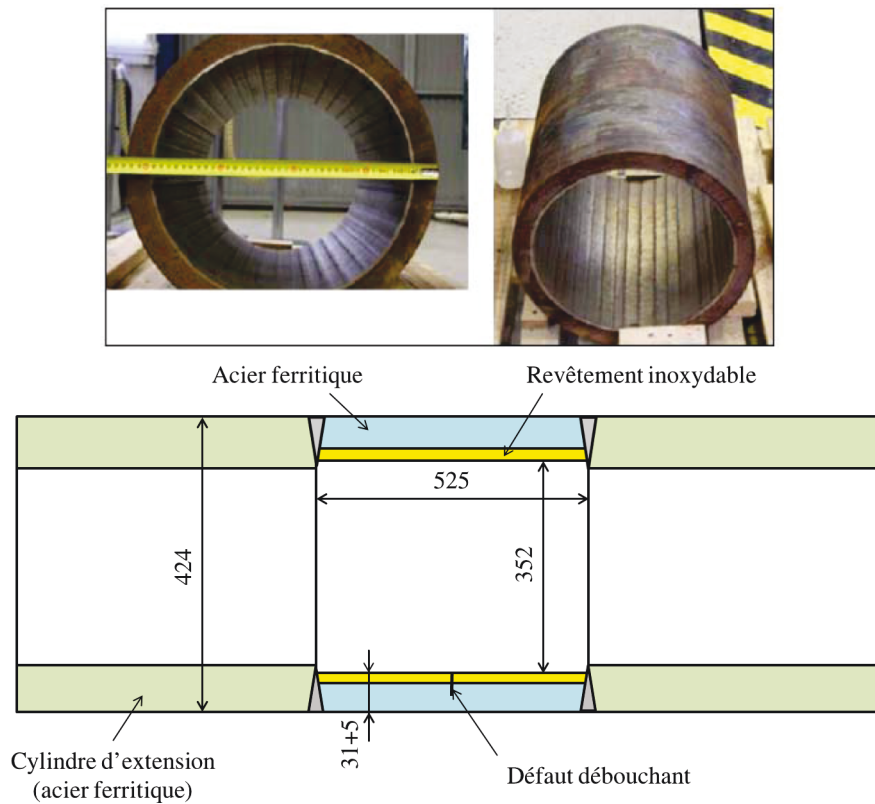 Acier ferritique
Revêtement inoxydable
525
424
352
31+5
Cylindre d'extension
(acier ferritique)
Défaut débouchant